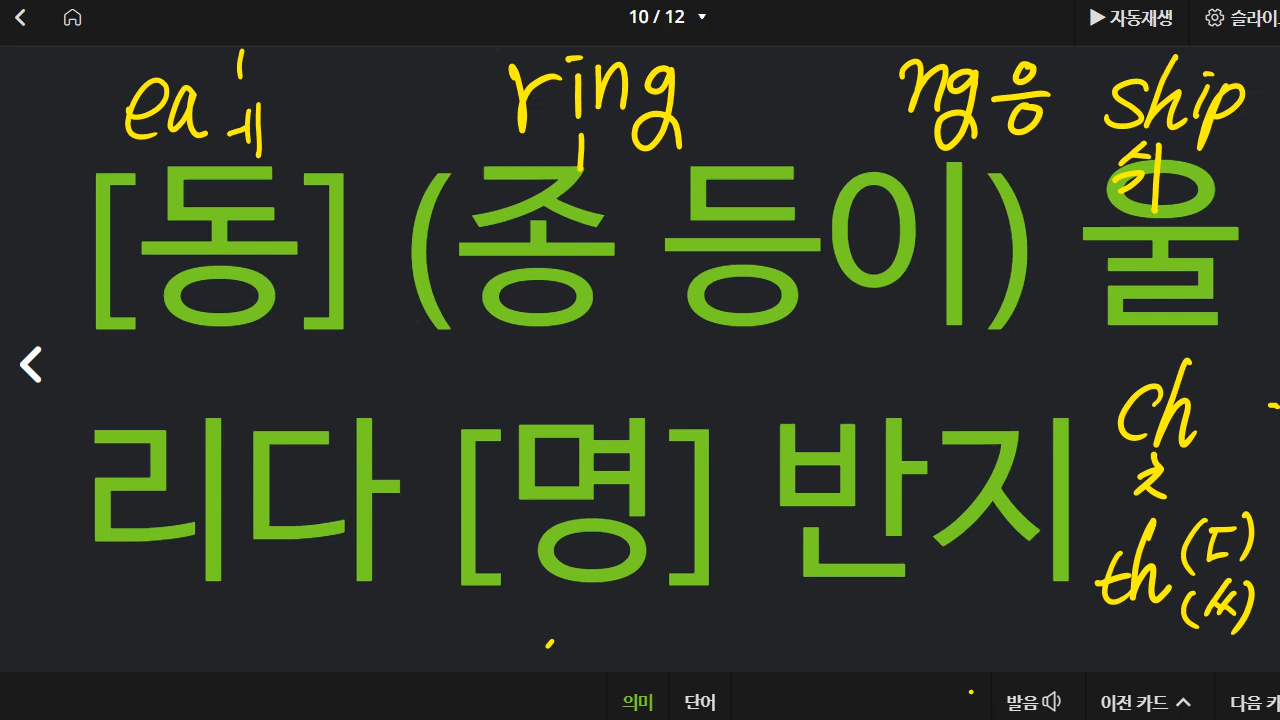 10 / 12
자동재생
슬라이
ea ㅣ ㅔ
ring
ng 응
ship
쉬
[동] (종 등이) 울
리다 [명] 반지
ch
ㅊ
th (ㄷ)
(ㅆ)
의미
단어
발음
이전 카드
다음 카